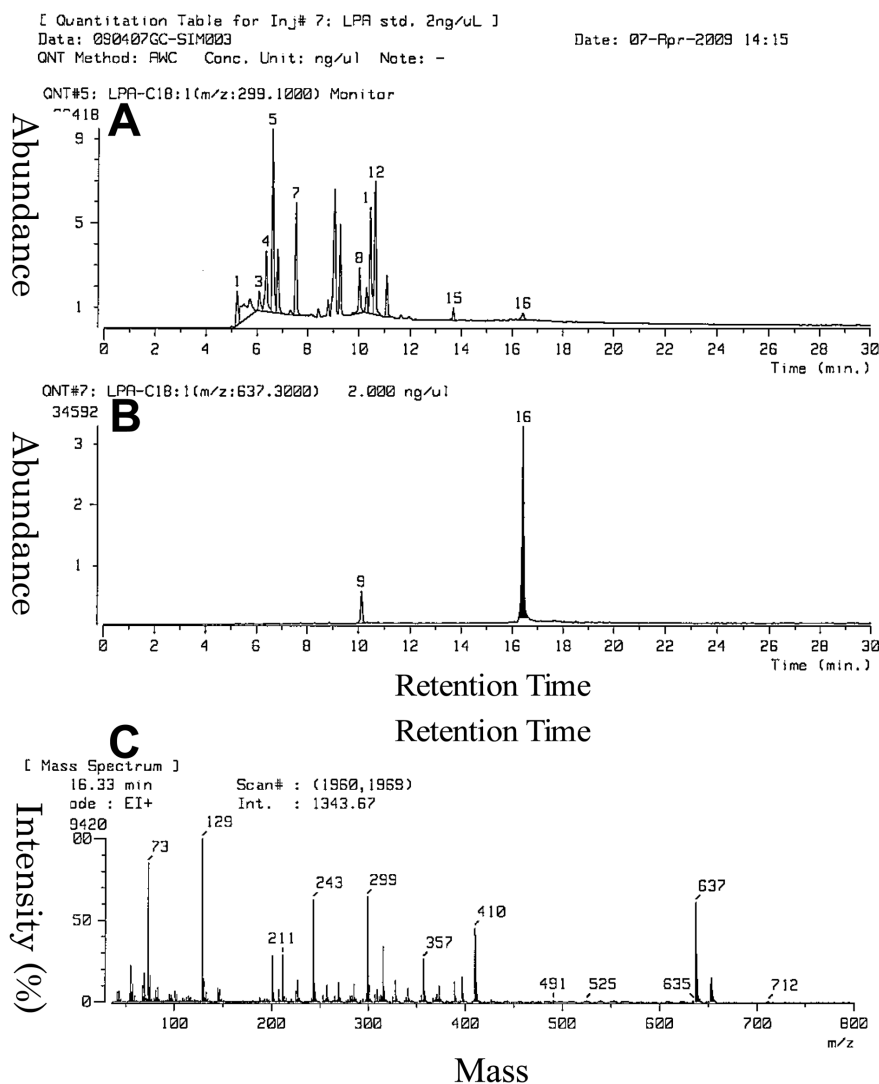 [ Quantitation Table for Inj# 7: LPA std. 2ng/uL ]
Data: 090407GC-SIM003 Date: 07-Apr-2009 14:15
QNT Method: AWC Conc. Unit: ng/ul Note: -
QNT#5: LPA-C18:1(m/z:299.1000) Monitor
418
A
Abundance
9
5
1
1 3 4 5 7 8 1 12 15 16
0 2 4 6 8 10 12 14 16 18 20 22 24 26 28 30
Time (min.)
QNT#7: LPA-C18:1(m/z:637.3000) 2.000 ng/ul
34592
B
Abundance
3
2
1
9 16
0 2 4 6 8 10 12 14 16 18 20 22 24 26 28 30
Time (min.)
Retention Time
Retention Time
C
[ Mass Spectrum ]
16.33 min Scan# : (1960,1969)
ode : EI+ Int. : 1343.67
9420
Intensity (%)
00
50
0
73 129 211 243 299 357 410 491 525 635 637 712
100 200 300 400 500 600 700 800
m/z
Mass